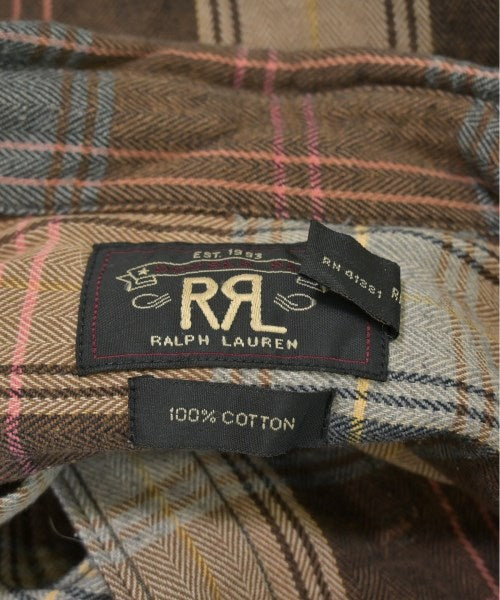 EST. 1993
RRL
RALPH LAUREN
RN 41381
100% COTTON